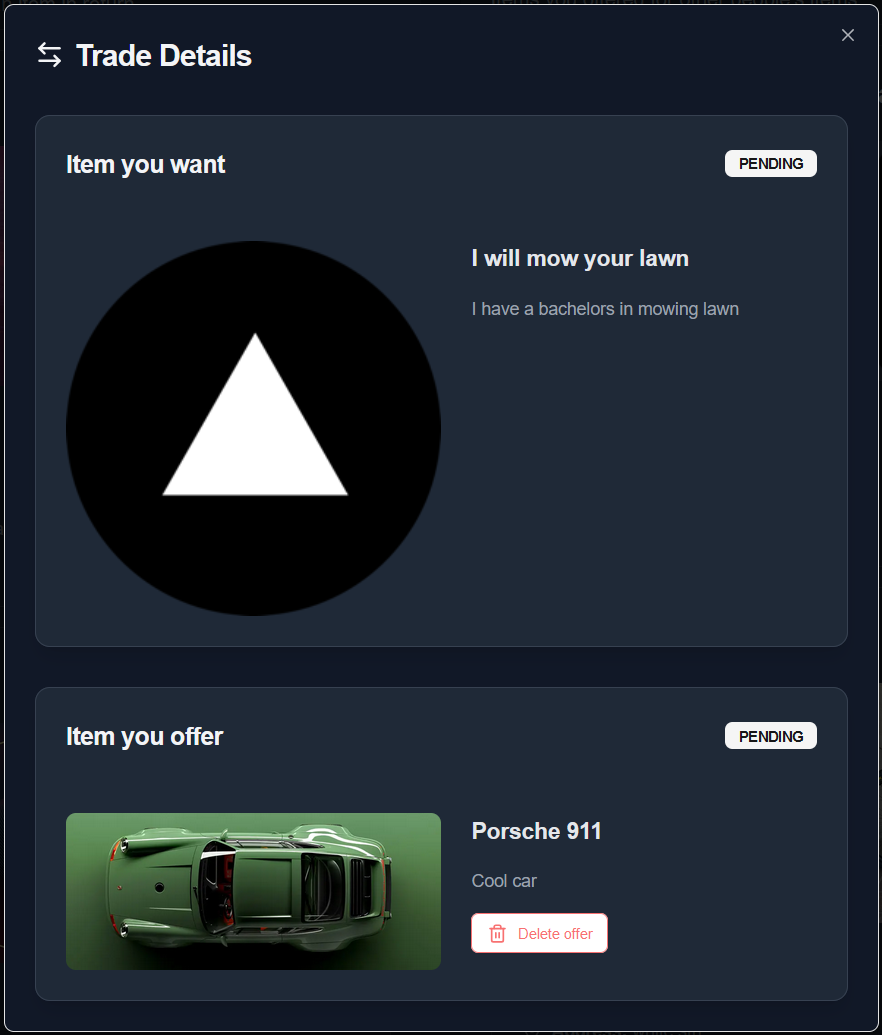 Trade Details
Item you want
PENDING
I will mow your lawn
I have a bachelors in mowing lawn
Item you offer
PENDING
Porsche 911
Cool car
Delete offer